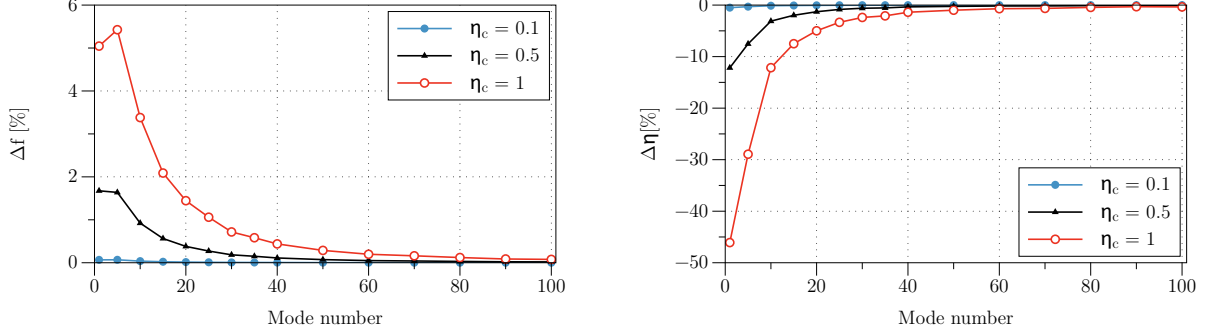 6
4
2
0
Δf [%]
η_c = 0.1
η_c = 0.5
η_c = 1
0 20 40 60 80 100
Mode number
0
−10
−20
−30
−40
−50
Δη[%]
η_c = 0.1
η_c = 0.5
η_c = 1
0 20 40 60 80 100
Mode number